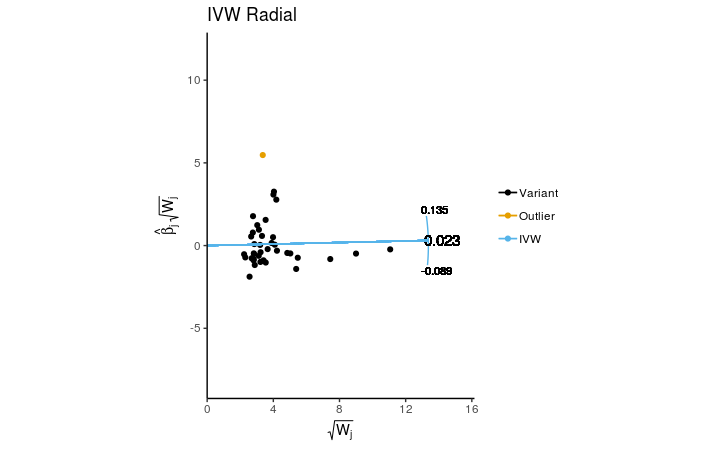 IVW Radial
10
5
0
-5
0 4 8 12 16
β̂j√Wj
√Wj
0.135
0.023
-0.089
Variant
Outlier
IVW